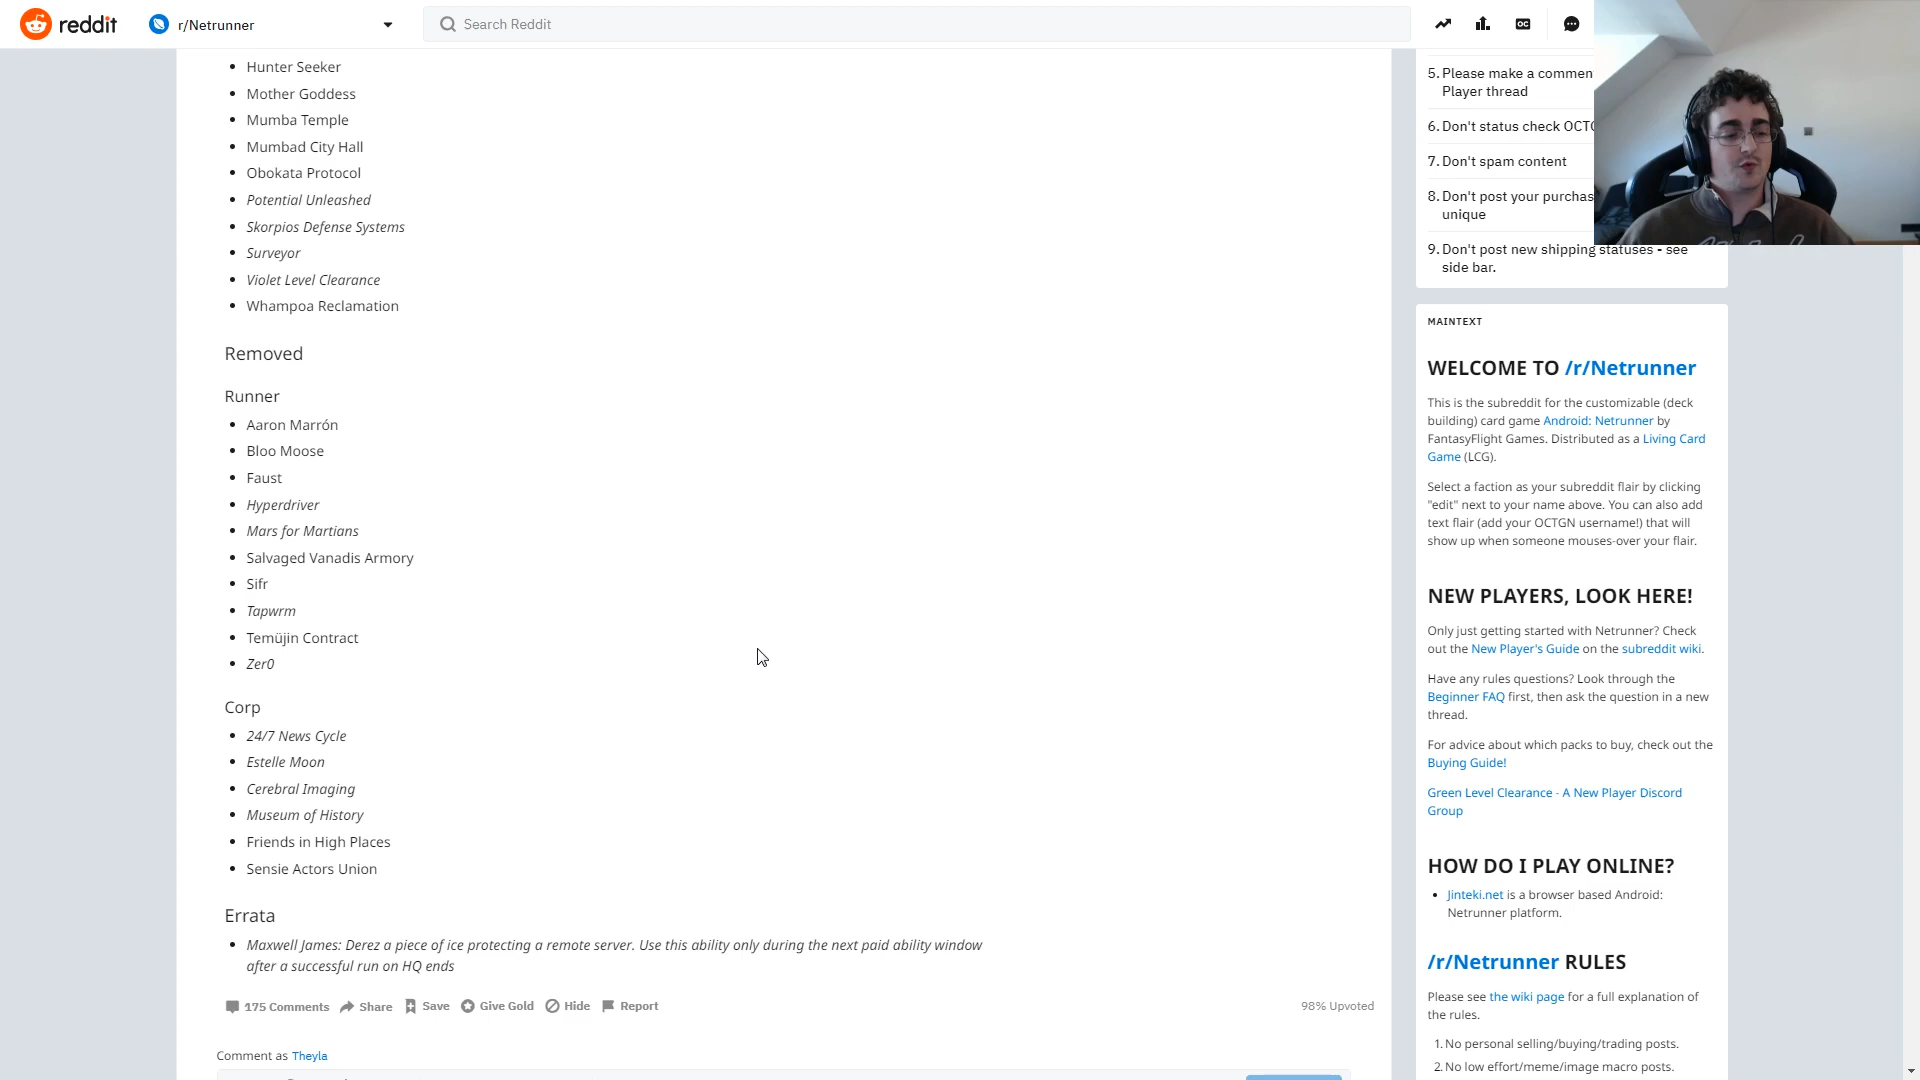 reddit
r/Netrunner
Search Reddit
Hunter Seeker
Mother Goddess
Mumba Temple
Mumbad City Hall
Obokata Protocol
Potential Unleashed
Skorpios Defense Systems
Surveyor
Violet Level Clearance
Whampoa Reclamation
Removed
Runner
Aaron Marrón
Bloo Moose
Faust
Hyperdriver
Mars for Martians
Salvaged Vanadis Armory
Sifr
Tapwrm
Temüjin Contract
Zer0
Corp
24/7 News Cycle
Estelle Moon
Cerebral Imaging
Museum of History
Friends in High Places
Sensie Actors Union
Errata
Maxwell James: Derez a piece of ice protecting a remote server. Use this ability only during the next paid ability window
after a successful run on HQ ends
175 Comments Share Save Give Gold Hide Report 98% Upvoted
Comment as Theyla
5. Please make a commen
Player thread
6. Don't status check OCTG
7. Don't spam content
8. Don't post your purchas
unique
9. Don't post new shipping statuses - see
side bar.
MAINTEXT
WELCOME TO /r/Netrunner
This is the subreddit for the customizable (deck
building) card game Android: Netrunner by
FantasyFlight Games. Distributed as a Living Card
Game (LCG).
Select a faction as your subreddit flair by clicking
"edit" next to your name above. You can also add
text flair (add your OCTGN username!) that will
show up when someone mouses-over your flair.
NEW PLAYERS, LOOK HERE!
Only just getting started with Netrunner? Check
out the New Player's Guide on the subreddit wiki.
Have any rules questions? Look through the
Beginner FAQ first, then ask the question in a new
thread.
For advice about which packs to buy, check out the
Buying Guide!
Green Level Clearance - A New Player Discord
Group
HOW DO I PLAY ONLINE?
Jinteki.net is a browser based Android:
Netrunner platform.
/r/Netrunner RULES
Please see the wiki page for a full explanation of
the rules.
1. No personal selling/buying/trading posts.
2. No low effort/meme/image macro posts.